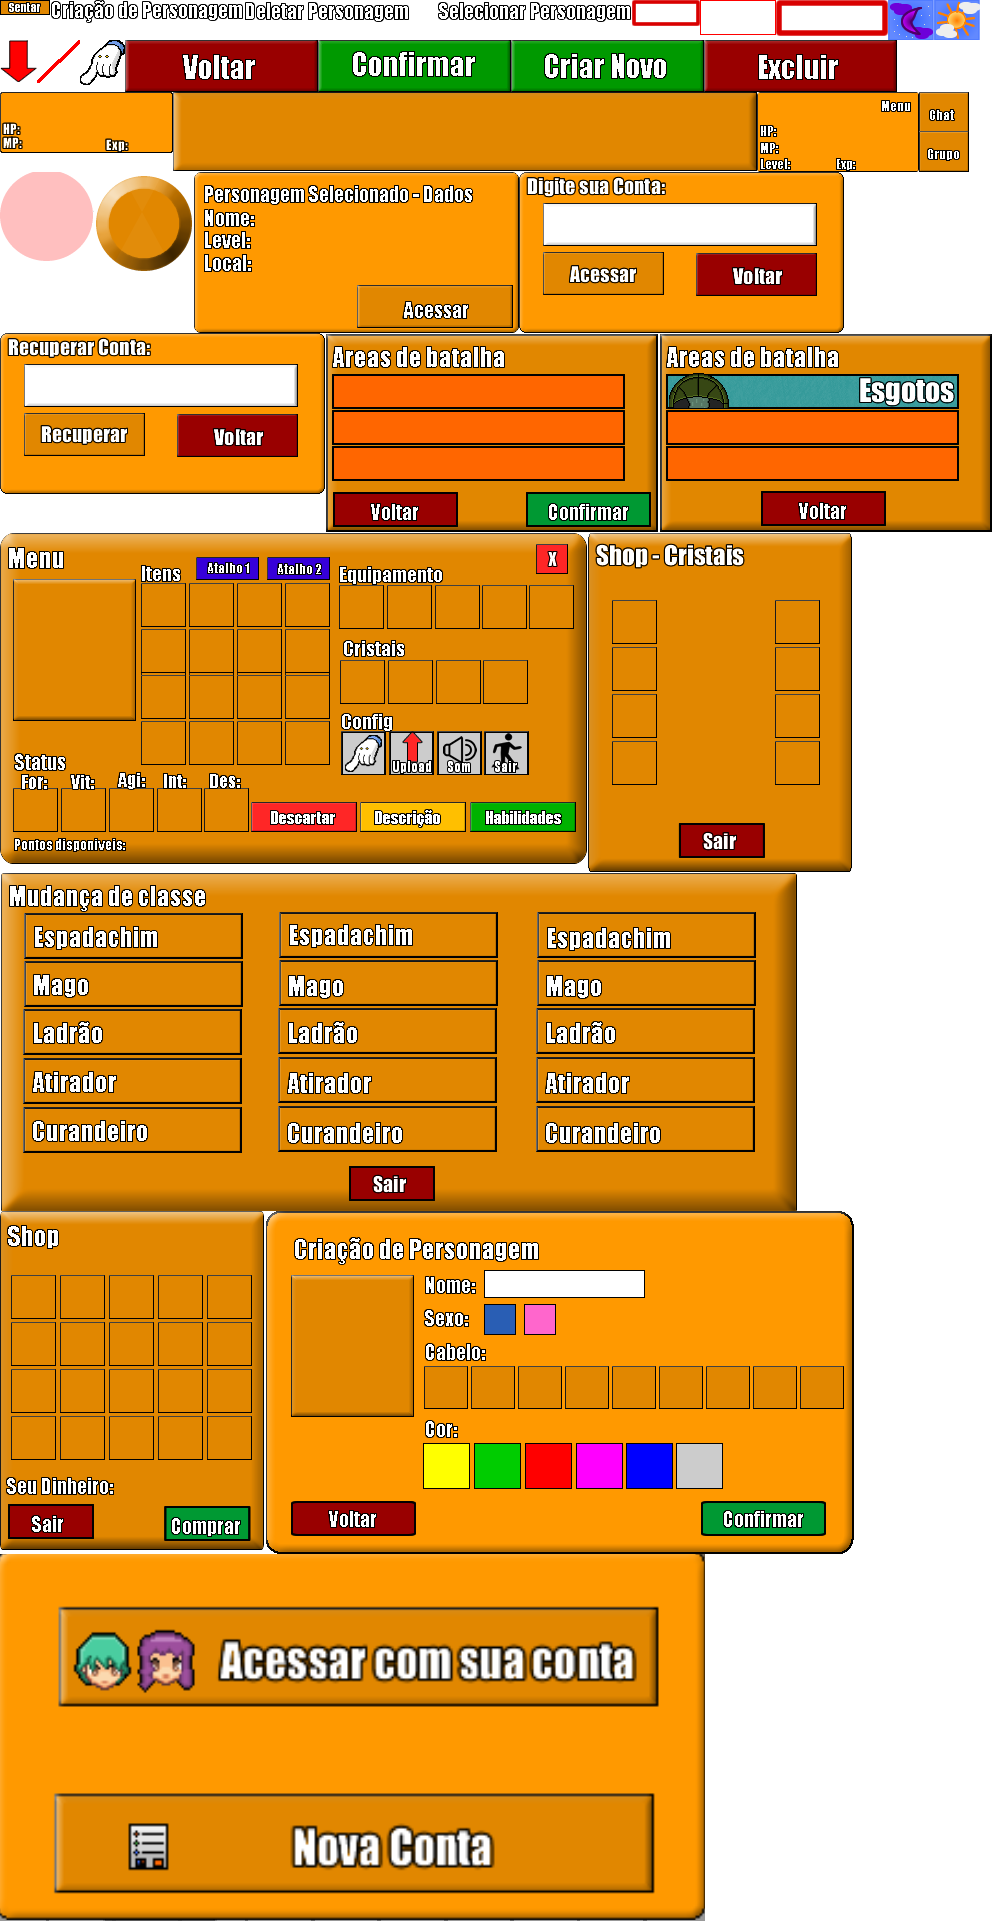 Sentar
Criação de Personagem
Deletar Personagem
Selecionar Personagem
Voltar
Confirmar
Criar Novo
Excluir
HP:
MP:
Exp:
Menu
HP:
MP:
Level:
Exp:
Chat
Grupo
Personagem Selecionado - Dados
Nome:
Level:
Local:
Acessar
Digite sua Conta:
Acessar
Voltar
Recuperar Conta:
Recuperar
Voltar
Areas de batalha
Voltar
Confirmar
Areas de batalha
Esgotos
Voltar
Menu
Itens
Atalho 1
Atalho 2
Equipamento
X
Cristais
Config
Upload
Som
Sair
Status
For:
Vit:
Agi:
Int:
Des:
Descartar
Descrição
Habilidades
Pontos disponiveis:
Shop - Cristais
Sair
Mudança de classe
Espadachim
Mago
Ladrão
Atirador
Curandeiro
Espadachim
Mago
Ladrão
Atirador
Curandeiro
Espadachim
Mago
Ladrão
Atirador
Curandeiro
Sair
Shop
Seu Dinheiro:
Sair
Comprar
Criação de Personagem
Nome:
Sexo:
Cabelo:
Cor:
Voltar
Confirmar
Acessar com sua conta
Nova Conta